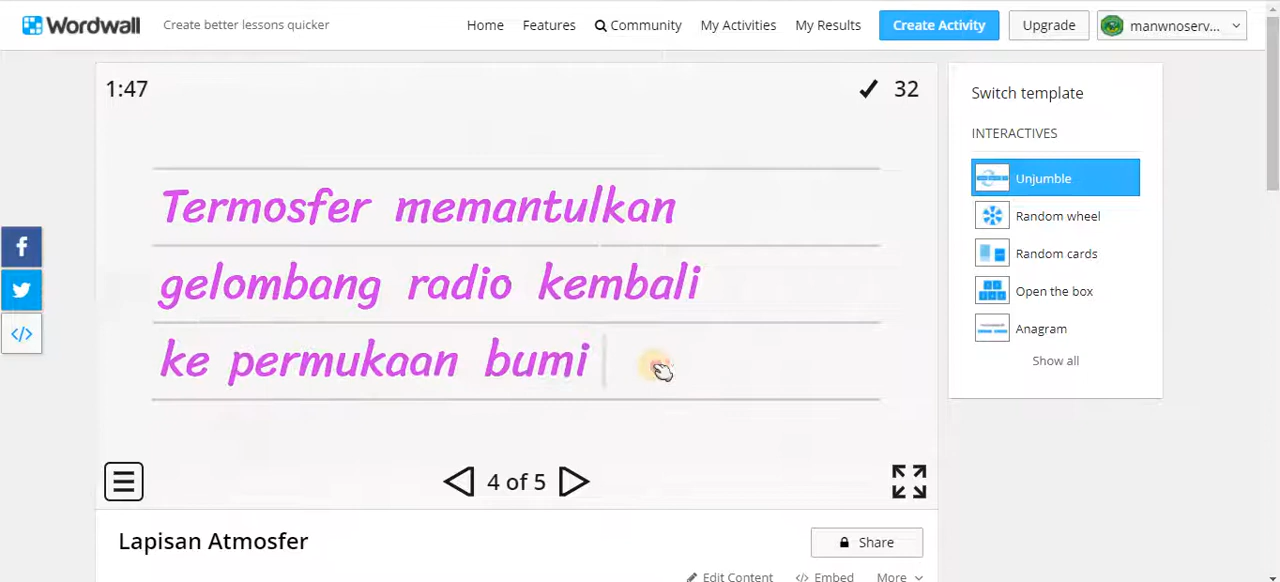 Wordwall Create better lessons quicker Home Features Community My Activities My Results Create Activity Upgrade manwnoserv...
1:47 32
Termosfer memantulkan
gelombang radio kembali
ke permukaan bumi
4 of 5
Lapisan Atmosfer Share
Edit Content </> Embed More
Switch template
INTERACTIVES
Unjumble
Random wheel
Random cards
Open the box
Anagram
Show all
f
</>